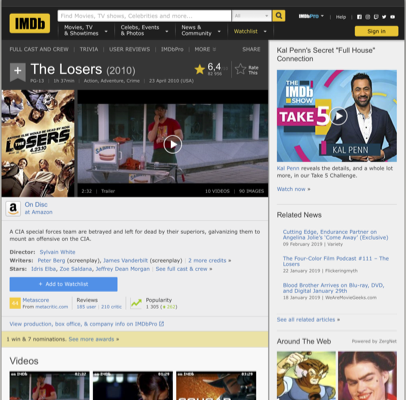 IMDb
Find Movies, TV shows, Celebrities and more...
All
IMDbPro
Help
Movies, TV
& Showtimes
Celebs, Events
& Photos
News &
Community
Watchlist
Sign in
FULL CAST AND CREW | TRIVIA | USER REVIEWS | IMDbPro | MORE
SHARE
The Losers (2010)
6,4
Rate
This
PG-13 | 1h 37min | Action, Adventure, Crime | 23 April 2010 (USA)
LOSERS
2:32 | Trailer
10 VIDEOS | 90 IMAGES
On Disc
at Amazon
A CIA special forces team are betrayed and left for dead by their superiors, galvanizing them to
mount an offensive on the CIA.
Director: Sylvain White
Writers: Peter Berg (screenplay), James Vanderbilt (screenplay) | 2 more credits »
Stars: Idris Elba, Zoe Saldana, Jeffrey Dean Morgan | See full cast & crew »
+ Add to Watchlist
Metascore
From metacritic.com
Reviews
Popularity
View production, box office, & company info on IMDbPro
1 win & 7 nominations. See more awards »
Videos
Kal Penn's Secret "Full House"
Connection
THE
IMDb
SHOW
TAKE 5
KAL PENN
Kal Penn reveals the details, and a whole lot
more, in our Take 5 Challenge.
Watch now »
Related News
Cutting Edge, Endurance Partner on
Angelina Jolie's 'Come Away' (Exclusive)
09 February 2019 | Variety
The Four-Color Film Podcast #111 – The
Losers
22 January 2019 | Flickeringmyth
Blood Brother Arrives on Blu-ray, DVD,
and Digital January 29th
18 January 2019 | WeAreMovieGeeks.com
See all related articles »
Around The Web
Powered by ZergNet